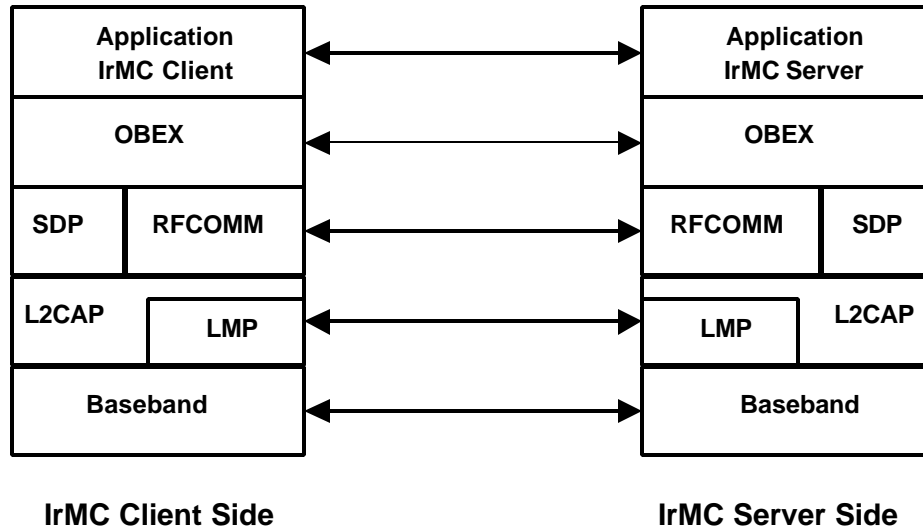 Application
IrMC Client
Application
IrMC Server
OBEX
OBEX
SDP
RFCOMM
RFCOMM
SDP
L2CAP
LMP
LMP
L2CAP
Baseband
Baseband
IrMC Client Side
IrMC Server Side